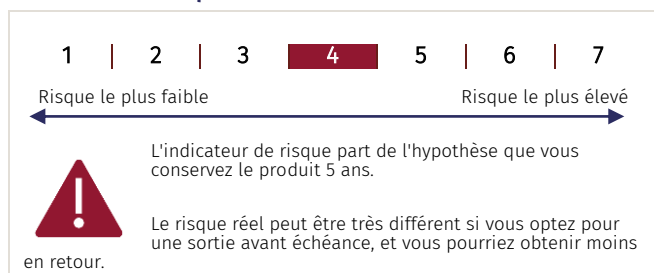 1 | 2 | 3 4 5 | 6 | 7
Risque le plus faible Risque le plus élevé
L'indicateur de risque part de l'hypothèse que vous
conservez le produit 5 ans.
Le risque réel peut être très différent si vous optez pour
une sortie avant échéance, et vous pourriez obtenir moins
en retour.